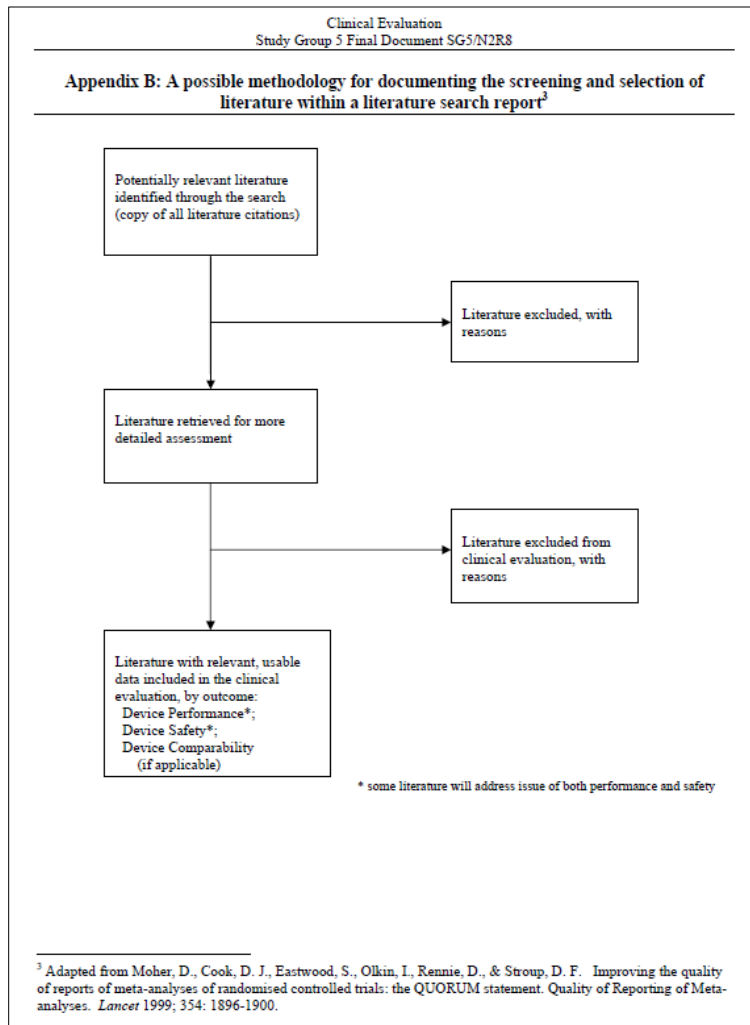 Clinical Evaluation
Study Group 5 Final Document SG5/N2R8
Appendix B: A possible methodology for documenting the screening and selection of
literature within a literature search report3
Potentially relevant literature
identified through the search
(copy of all literature citations)
Literature excluded, with
reasons
Literature retrieved for more
detailed assessment
Literature excluded from
clinical evaluation, with
reasons
Literature with relevant, usable
data included in the clinical
evaluation, by outcome:
Device Performance*;
Device Safety*;
Device Comparability
(if applicable)
* some literature will address issue of both performance and safety
3 Adapted from Moher, D., Cook, D. J., Eastwood, S., Olkin, I., Rennie, D., & Stroup, D. F. Improving the quality
of reports of meta-analyses of randomised controlled trials: the QUORUM statement. Quality of Reporting of Meta-
analyses. Lancet 1999; 354: 1896-1900.